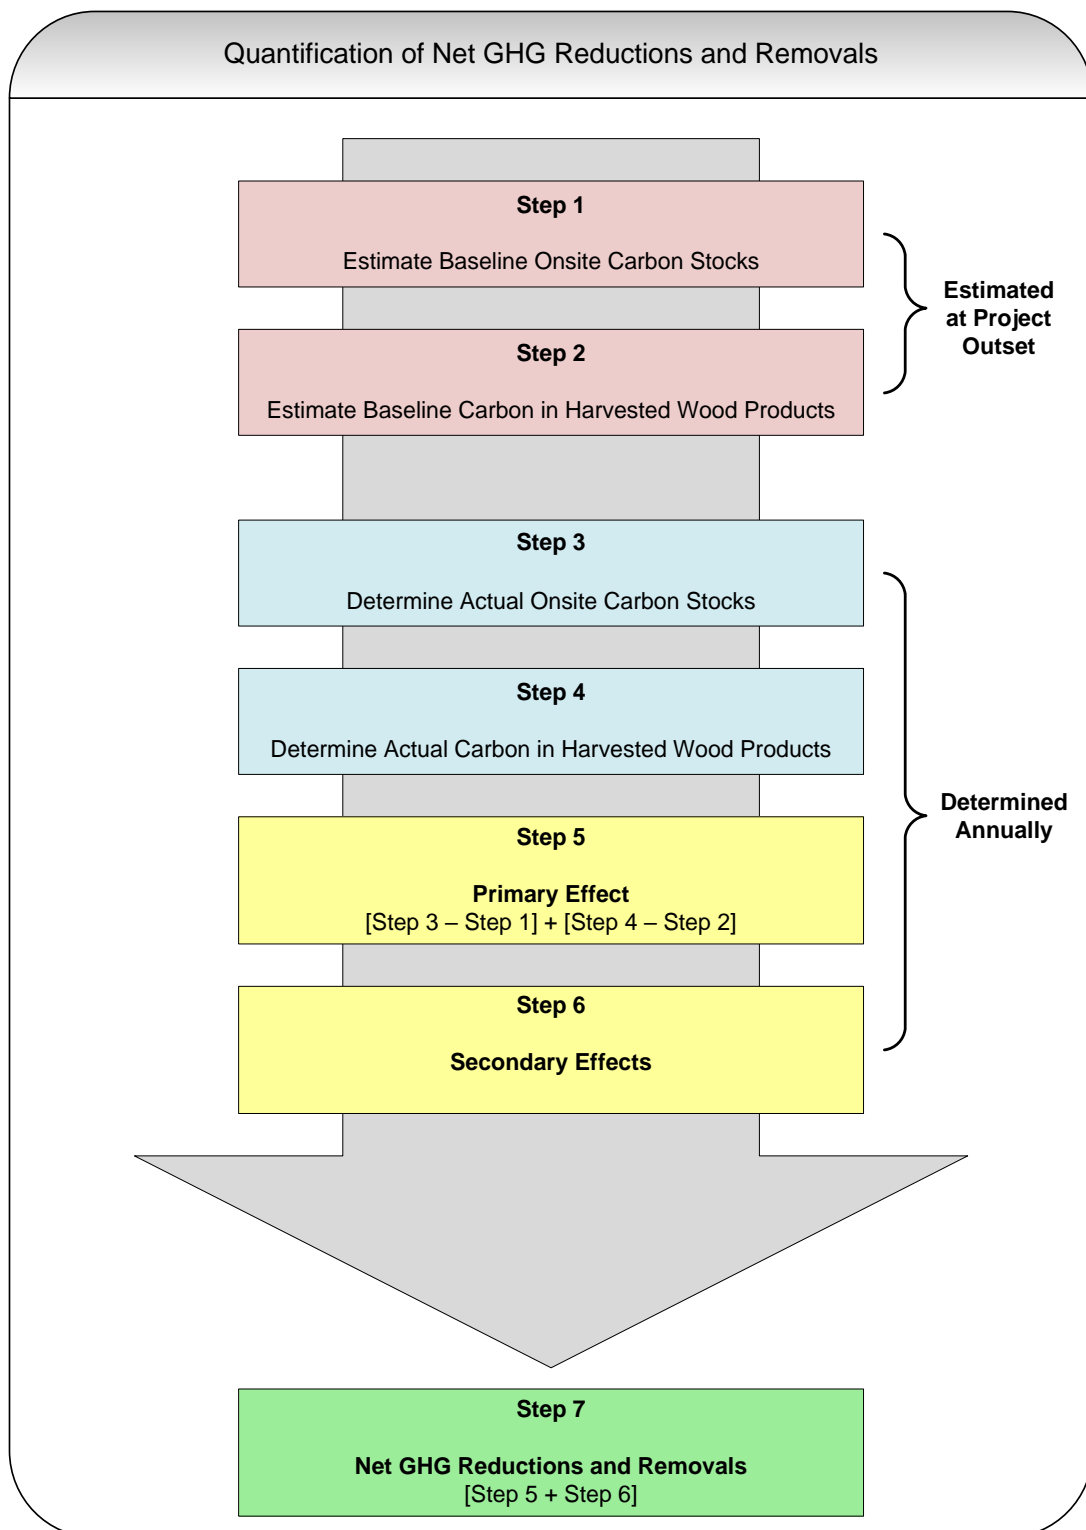 Quantification of Net GHG Reductions and Removals
Step 1
Estimate Baseline Onsite Carbon Stocks
Step 2
Estimate Baseline Carbon in Harvested Wood Products
Estimated
at Project
Outset
Step 3
Determine Actual Onsite Carbon Stocks
Step 4
Determine Actual Carbon in Harvested Wood Products
Step 5
Primary Effect
[Step 3 – Step 1] + [Step 4 – Step 2]
Step 6
Secondary Effects
Determined
Annually
Step 7
Net GHG Reductions and Removals
[Step 5 + Step 6]